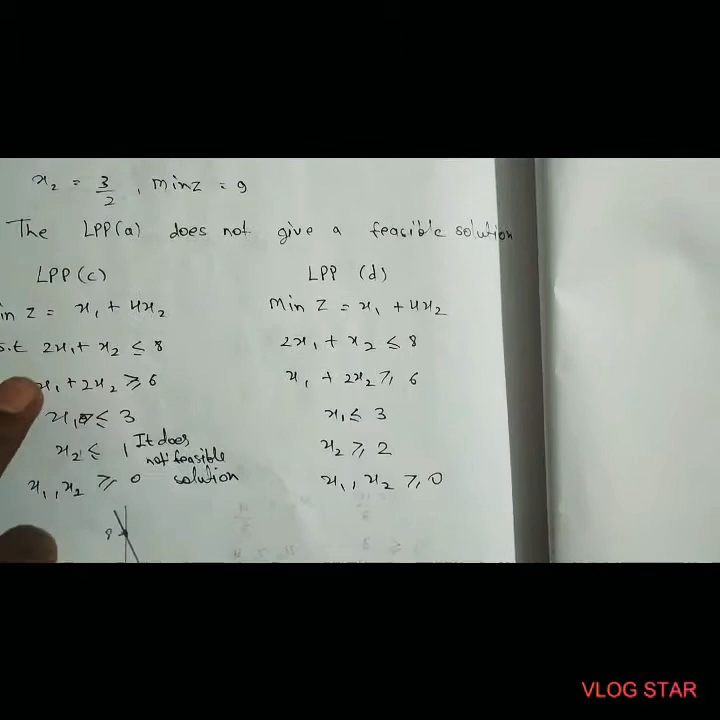 x₂ = 3/2 , min z = 9
The LPP(a) does not give a feasible solution
LPP(c)
in z = x₁ + 4x₂
s.t 2x₁ + x₂ ≤ 8
x₁ + 2x₂ ≥ 6
x₁ ≤ 3
x₂ ≤ 1
It does
not feasible
solution
x₁, x₂ ≥ 0
8
LPP (d)
Min Z = x₁ + 4x₂
2x₁ + x₂ ≤ 8
x₁ + 2x₂ ≥ 6
x₁ ≤ 3
x₂ ≥ 2
x₁, x₂ ≥ 0
VLOG STAR